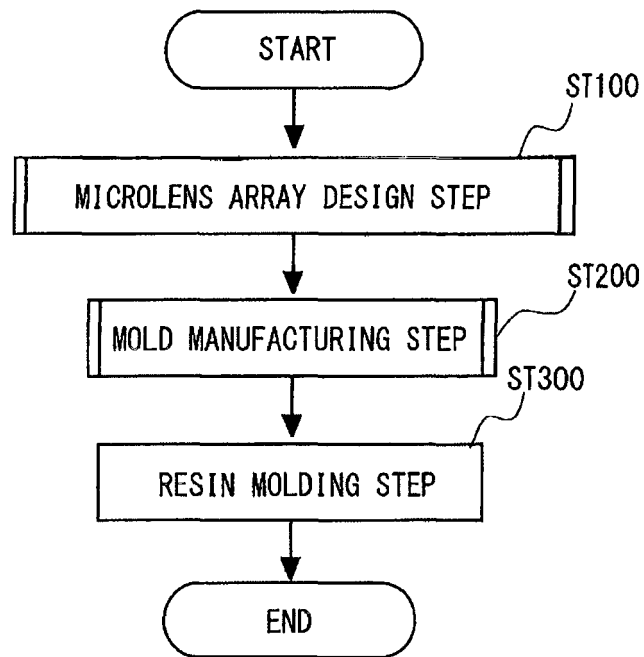 START
ST100
MICROLENS ARRAY DESIGN STEP
ST200
MOLD MANUFACTURING STEP
ST300
RESIN MOLDING STEP
END